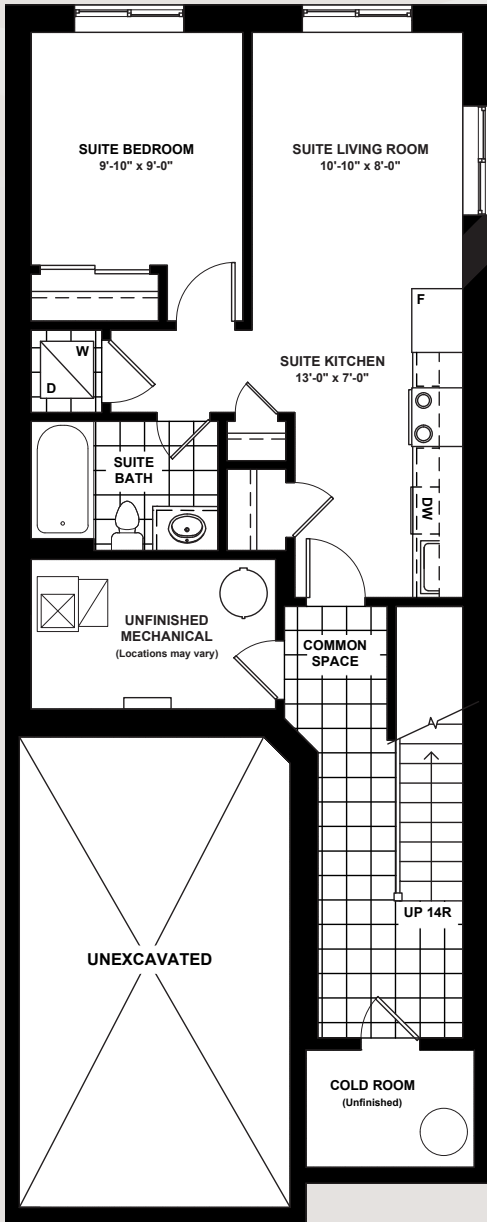 SUITE BEDROOM
9'-10" x 9'-0"
SUITE LIVING ROOM
10'-10" x 8'-0"
F
SUITE KITCHEN
13'-0" x 7'-0"
W
D
SUITE
BATH
DW
UNFINISHED
MECHANICAL
(Locations may vary)
COMMON
SPACE
N
UP 14R
UNEXCAVATED
COLD ROOM
(Unfinished)